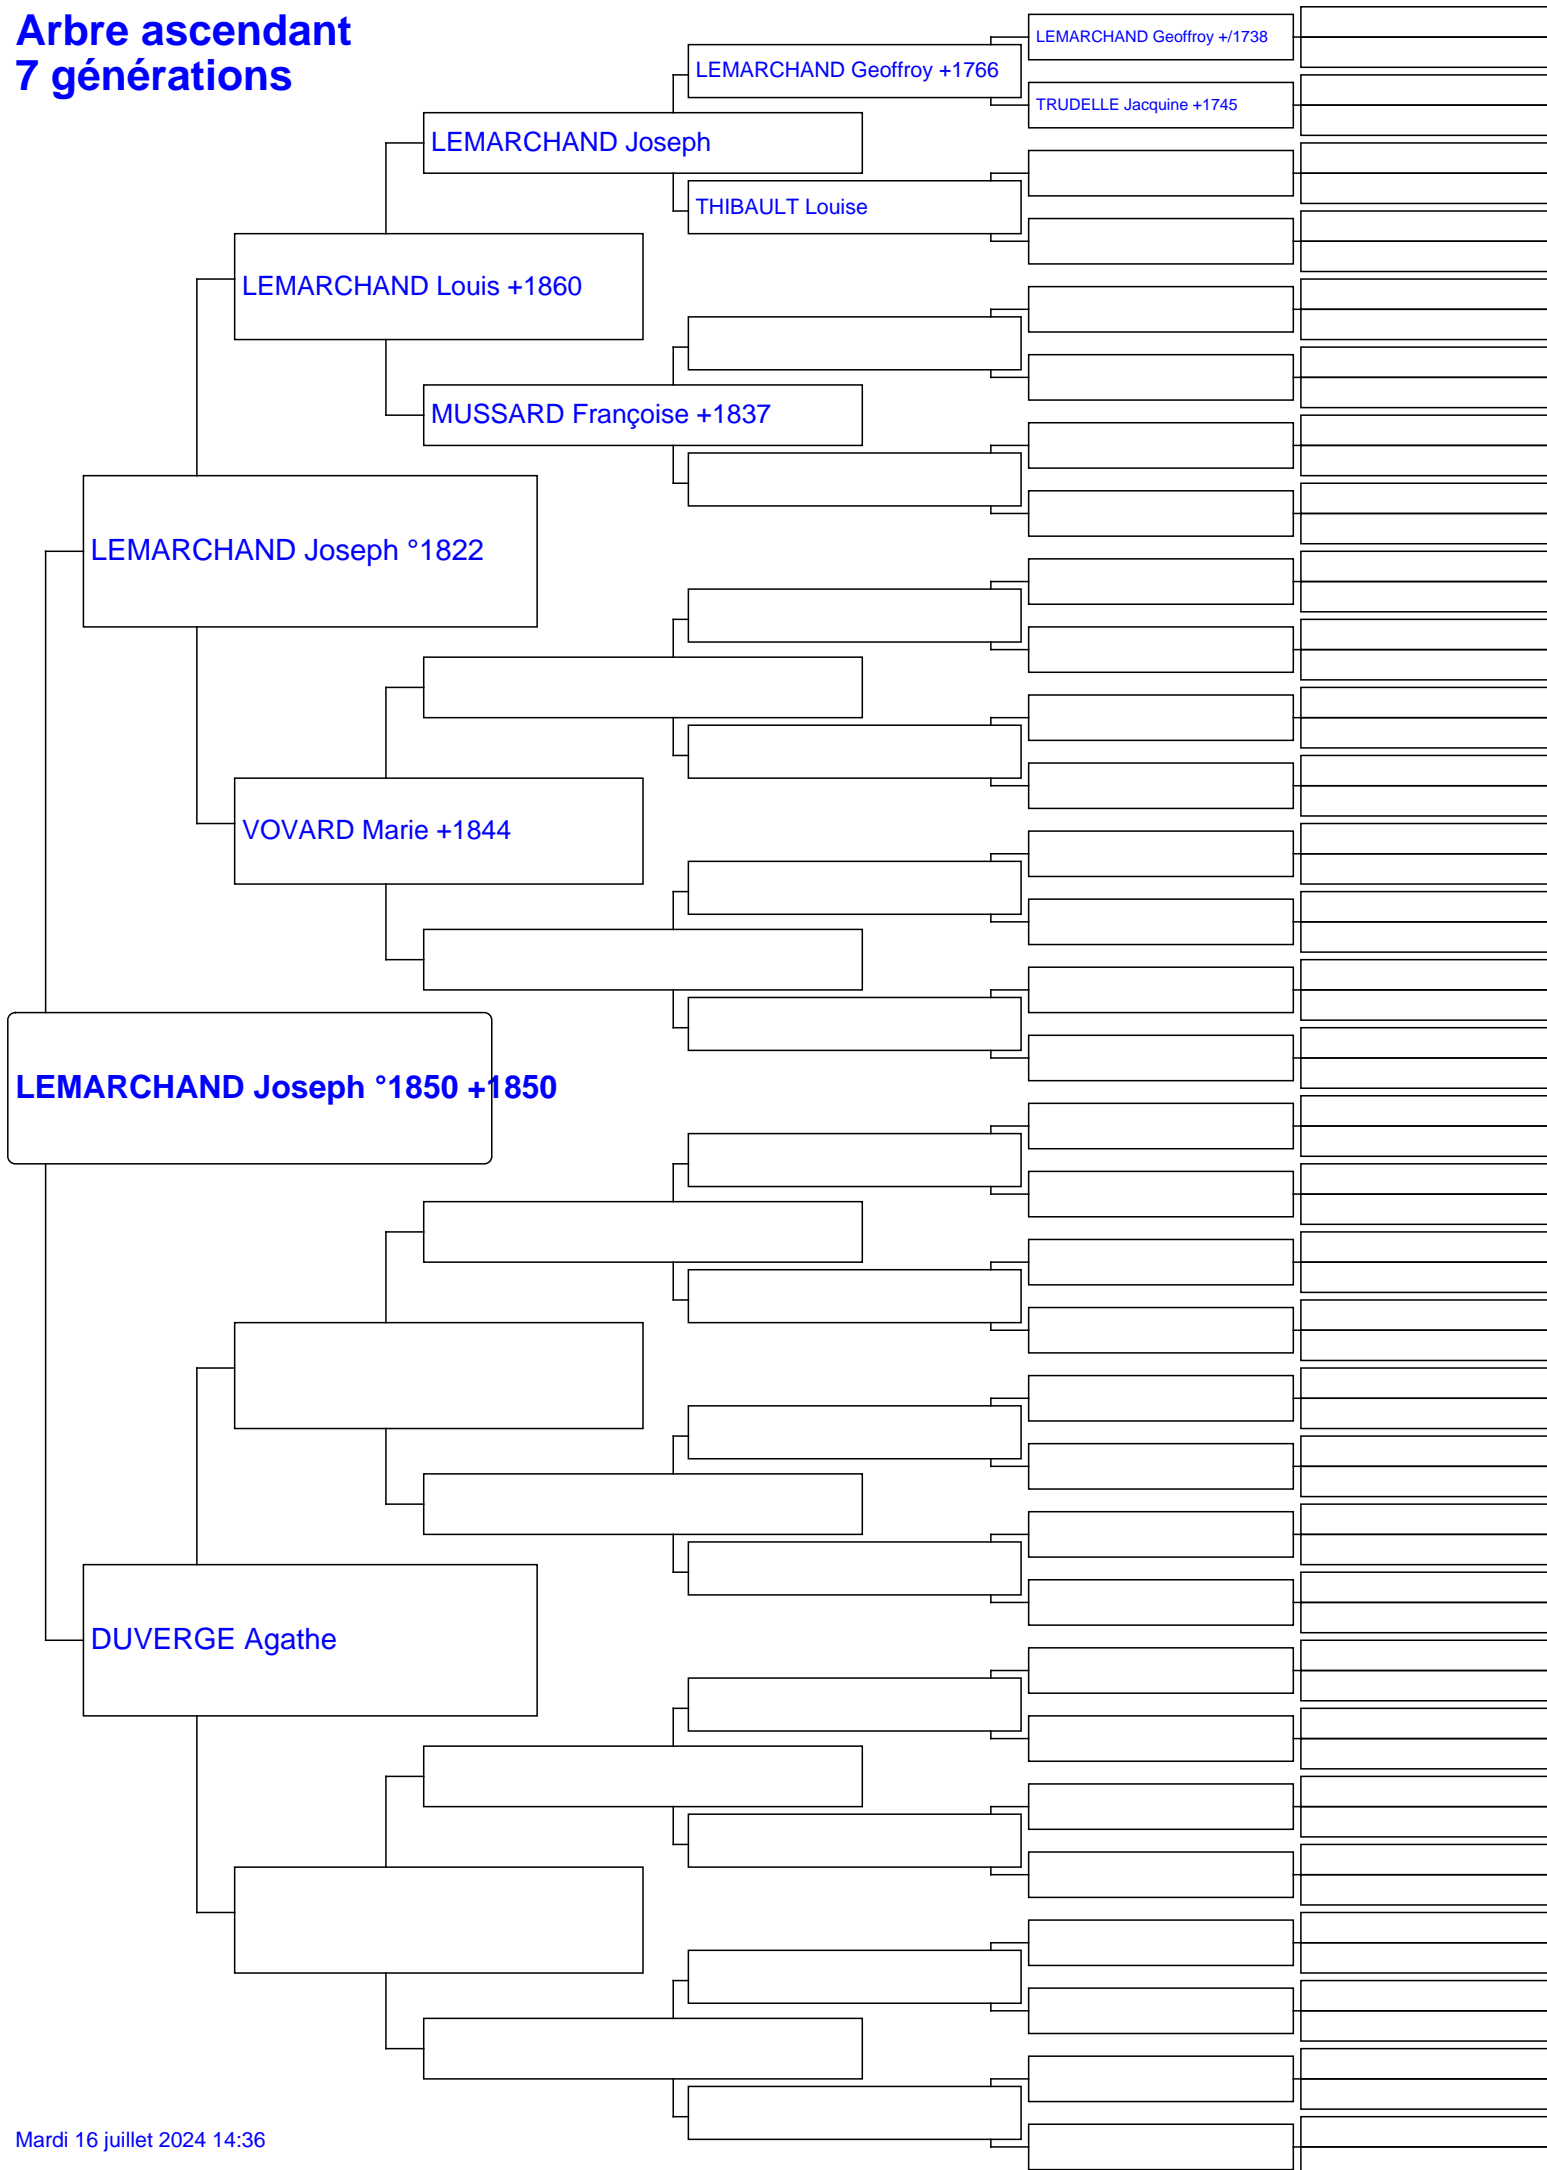 Arbre ascendant
7 générations
LEMARCHAND Geoffroy +/1738
LEMARCHAND Geoffroy +1766
TRUDELLE Jacquine +1745
LEMARCHAND Joseph
THIBAULT Louise
LEMARCHAND Louis +1860
MUSSARD Françoise +1837
LEMARCHAND Joseph °1822
VOVARD Marie +1844
LEMARCHAND Joseph °1850 +1850
DUVERGE Agathe
Mardi 16 juillet 2024 14:36